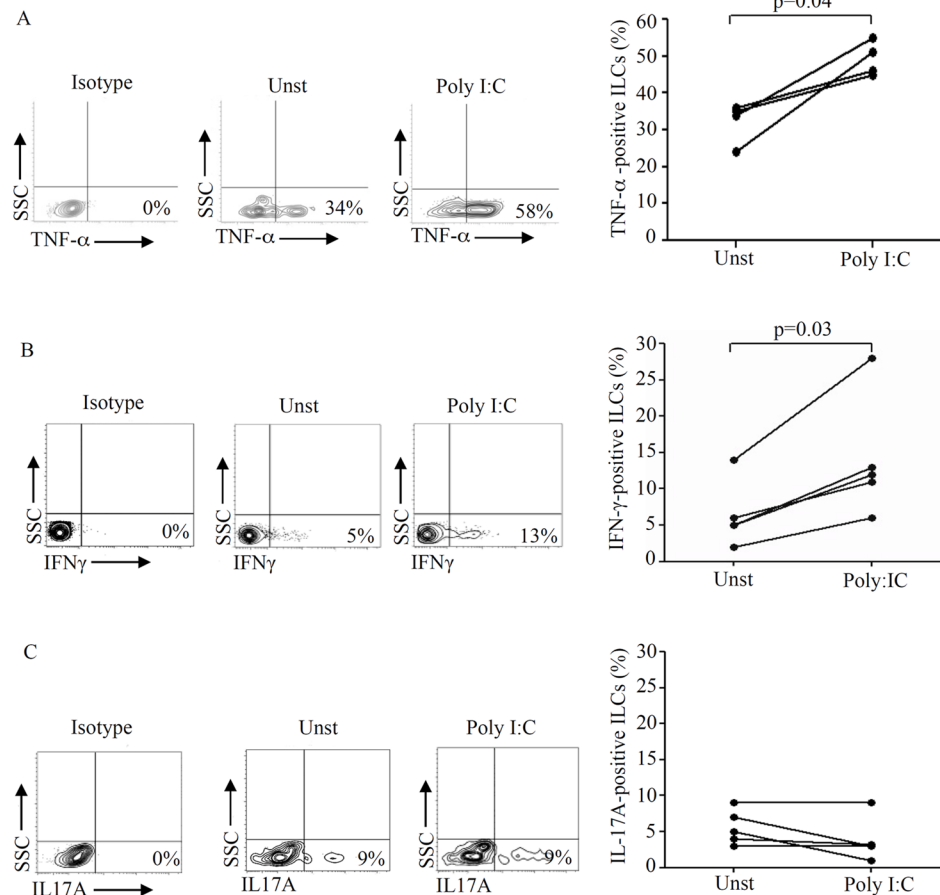 A
Isotype
Unst
Poly I:C
SSC
0%
TNF-α
SSC
34%
TNF-α
SSC
58%
TNF-α
p=0.04
TNF-α -positive ILCs (%)
60
50
40
30
20
10
0
Unst
Poly I:C
B
Isotype
Unst
Poly I:C
SSC
0%
IFNγ
SSC
5%
IFNγ
SSC
13%
IFNγ
p=0.03
IFN-γ-positive ILCs (%)
30
25
20
15
10
5
0
Unst
Poly:IC
C
Isotype
Unst
Poly I:C
SSC
0%
IL17A
SSC
9%
IL17A
SSC
9%
IL17A
IL-17A-positive ILCs (%)
30
25
20
15
10
5
0
Unst
Poly I:C